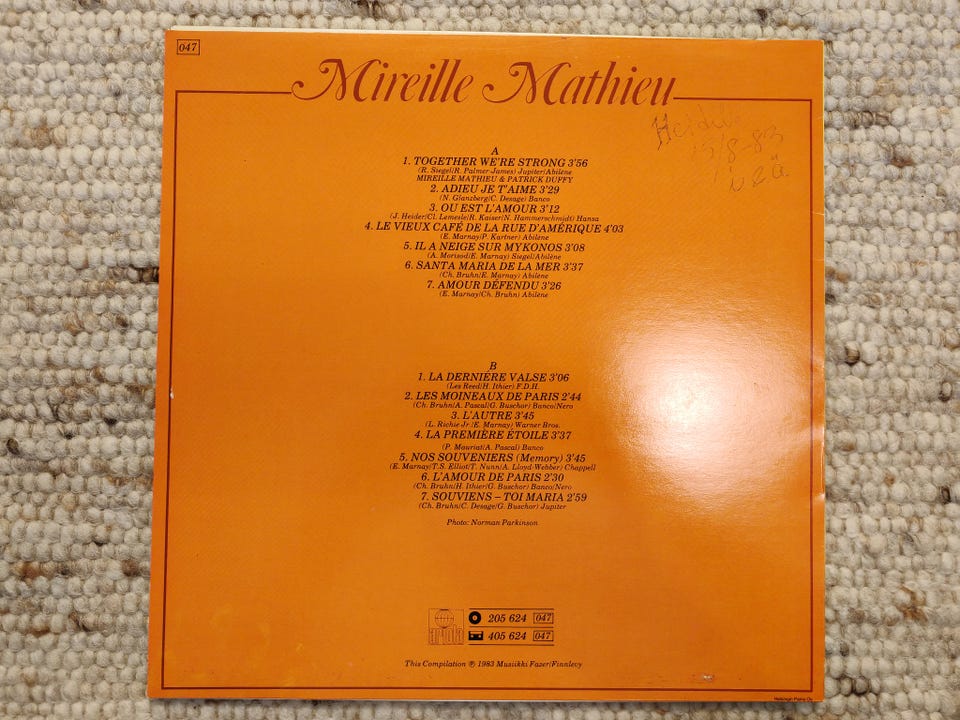 047
Mireille Mathieu
Heidille
15/8-83
A
1. TOGETHER WE'RE STRONG 3'56
(R. Siegel/R. Palmer-James) Jupiter/Abilène
MIREILLE MATHIEU & PATRICK DUFFY
2. ADIEU JE T'AIME 3'29
(N. Glanzberg/C. Desage) Banco
3. OU EST L'AMOUR 3'12
(J. Heider/Cl. Lemesle/R. Kaiser/N. Hammerschmidt) Hansa
4. LE VIEUX CAFÉ DE LA RUE D'AMÉRIQUE 4'03
(E. Marnay/P. Kartner) Abilène
5. IL A NEIGE SUR MYKONOS 3'08
(A. Morisod/E. Marnay) Siegel/Abilène
6. SANTA MARIA DE LA MER 3'37
(Ch. Bruhn/E. Marnay) Abilène
7. AMOUR DÉFENDU 3'26
(E. Marnay/Ch. Bruhn) Abilène
B
1. LA DERNIÈRE VALSE 3'06
(Les Reed/H. Ithier) F.D.H.
2. LES MOINEAUX DE PARIS 2'44
(Ch. Bruhn/A. Pascal/G. Buschor) Banco/Nero
3. L'AUTRE 3'45
(L. Richie Jr./E. Marnay) Warner Bros.
4. LA PREMIÈRE ÉTOILE 3'37
(P. Mauriat/A. Pascal) Banco
5. NOS SOUVENIERS (Memory) 3'45
(E. Marnay/T.S. Elliot/T. Nunn/A. Lloyd-Webber) Chappell
6. L'AMOUR DE PARIS 2'30
(Ch. Bruhn/H. Ithier/G. Buschor) Banco/Nero
7. SOUVIENS – TOI MARIA 2'59
(Ch. Bruhn/C. Desage/G. Buschor) Jupiter
Photo: Norman Parkinson
ariola
205 624 047
405 624 047
This Compilation ℗ 1983 Musiikki Fazer/Finnlevy